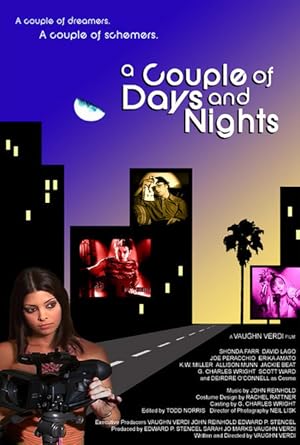 A couple of dreamers.
A couple of schemers.
a Couple of
Days and
Nights
A VAUGHN VERDI FILM
SHONDA FARR DAVID LAGO
JOE PERACCHIO ERIKA AMATO
K.W. MILLER ALLISON MUNN JACKIE BEAT
G. CHARLES WRIGHT SCOTT WARD
and DEIRDRE O'CONNELL as Cosma
Music by JOHN REINHOLD
Costume Design by RACHEL RATTNER
Casting by G. CHARLES WRIGHT
Edited by TODD NORRIS Director of Photography NEIL LISK
Executive Producers VAUGHN VERDI JOHN REINHOLD EDWARD P. STENCEL
Produced by EDWARD P. STENCEL SARAH JO MARKS VAUGHN VERDI
Written and Directed by VAUGHN VERDI